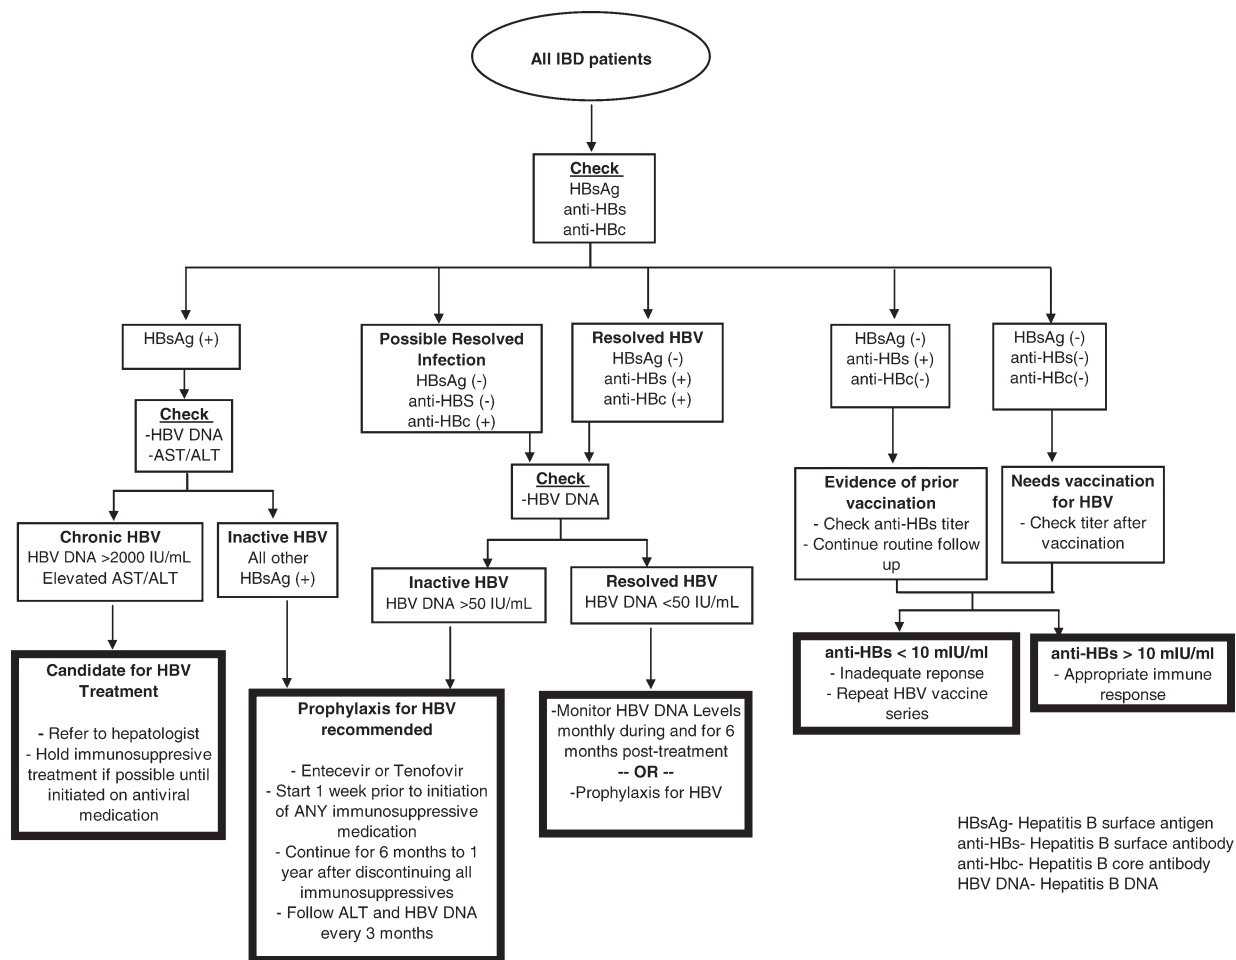 All IBD patients
Check
HBsAg
anti-HBs
anti-HBc
HBsAg (+)
Possible Resolved
Infection
HBsAg (-)
anti-HBS (-)
anti-HBc (+)
Resolved HBV
HBsAg (-)
anti-HBs (+)
anti-HBc (+)
HBsAg (-)
anti-HBs (+)
anti-HBc(-)
HBsAg (-)
anti-HBs(-)
anti-HBc(-)
Check
-HBV DNA
-AST/ALT
Check
-HBV DNA
Evidence of prior
vaccination
- Check anti-HBs titer
- Continue routine follow
up
Needs vaccination
for HBV
- Check titer after
vaccination
Chronic HBV
HBV DNA >2000 IU/mL
Elevated AST/ALT
Inactive HBV
All other
HBsAg (+)
Inactive HBV
HBV DNA >50 IU/mL
Resolved HBV
HBV DNA <50 IU/mL
Candidate for HBV
Treatment
- Refer to hepatologist
- Hold immunosuppresive
treatment if possible until
initiated on antiviral
medication
Prophylaxis for HBV
recommended
- Entecevir or Tenofovir
- Start 1 week prior to initiation
of ANY immunosuppressive
medication
- Continue for 6 months to 1
year after discontinuing all
immunosuppressives
- Follow ALT and HBV DNA
every 3 months
-Monitor HBV DNA Levels
monthly during and for 6
months post-treatment
-- OR --
-Prophylaxis for HBV
anti-HBs < 10 mIU/ml
- Inadequate reponse
- Repeat HBV vaccine
series
anti-HBs > 10 mIU/ml
- Appropriate immune
response
HBsAg- Hepatitis B surface antigen
anti-HBs- Hepatitis B surface antibody
anti-Hbc- Hepatitis B core antibody
HBV DNA- Hepatitis B DNA